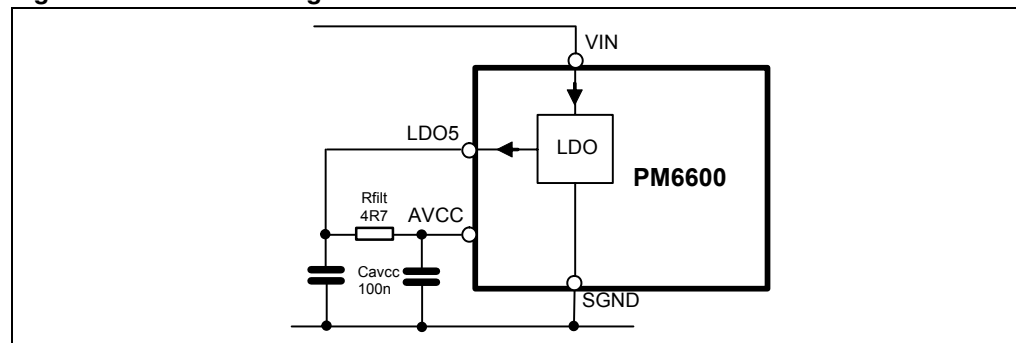 VIN
LDO5
LDO
PM6600
Rfilt
4R7
AVCC
Cavcc
100n
SGND